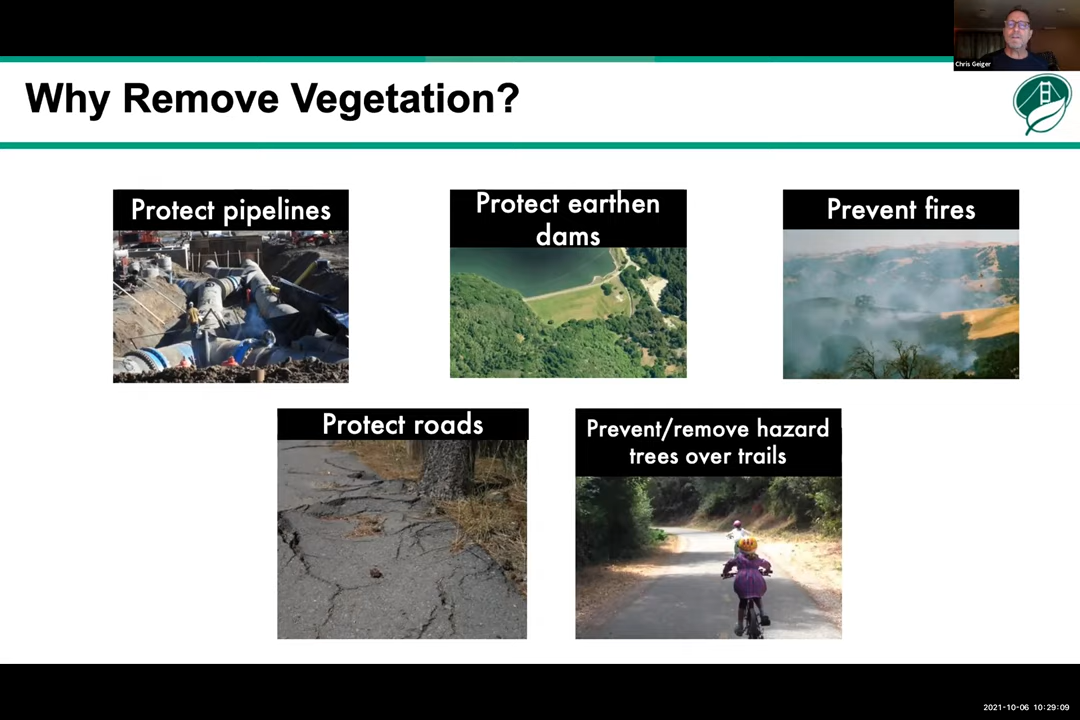 Chris Geiger
Why Remove Vegetation?
Protect pipelines
Protect earthen
dams
Prevent fires
Protect roads
Prevent/remove hazard
trees over trails
2021-10-06 10:29:09